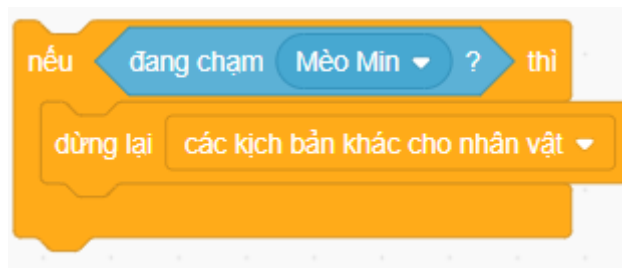 nếu đang chạm Mèo Min ? thì
dừng lại các kịch bản khác cho nhân vật